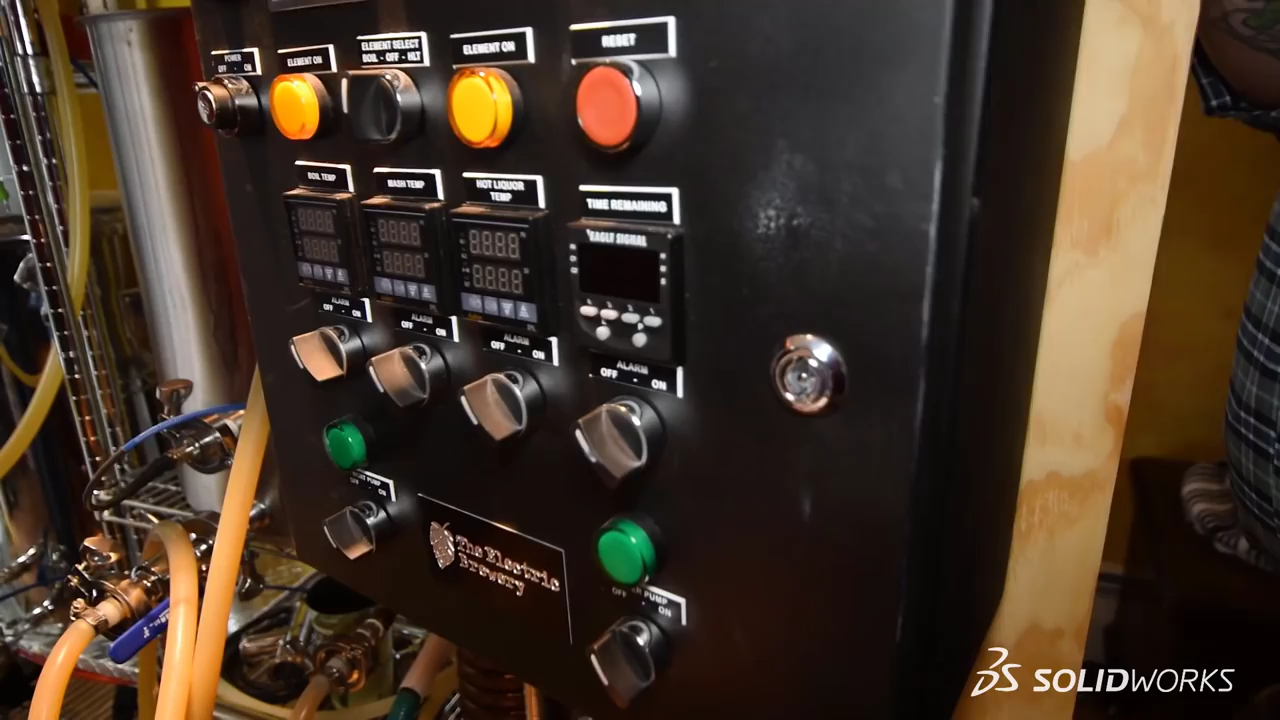 POWER
OFF - ON
ELEMENT ON
ELEMENT SELECT
BOIL - OFF - HLT
ELEMENT ON
RESET
BOIL TEMP
MASH TEMP
HOT LIQUOR
TEMP
TIME REMAINING
EAGLE SIGNAL
ALARM
OFF - ON
ALARM
OFF - ON
ALARM
OFF - ON
ALARM
OFF - ON
PUMP
OFF ON
The Electric
Brewery
PUMP
OFF ON
SOLIDWORKS